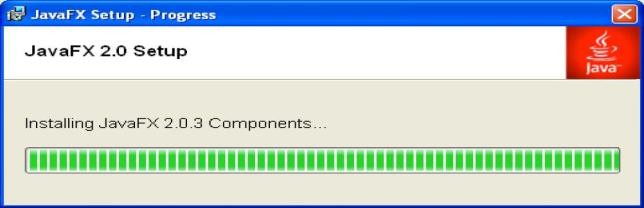 JavaFX Setup - Progress
JavaFX 2.0 Setup
Java
Installing JavaFX 2.0.3 Components...